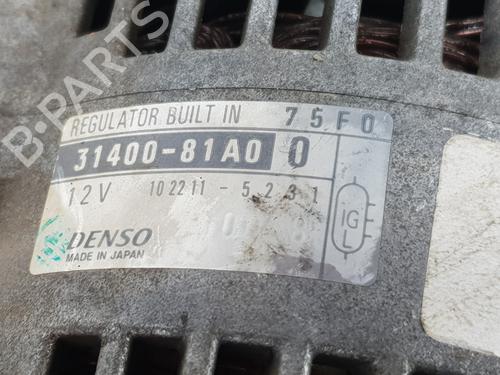 REGULATOR BUILT IN 75F0
31400-81A0 0
12V 102211-5231
IG
L
DENSO
MADE IN JAPAN
B-PARTS